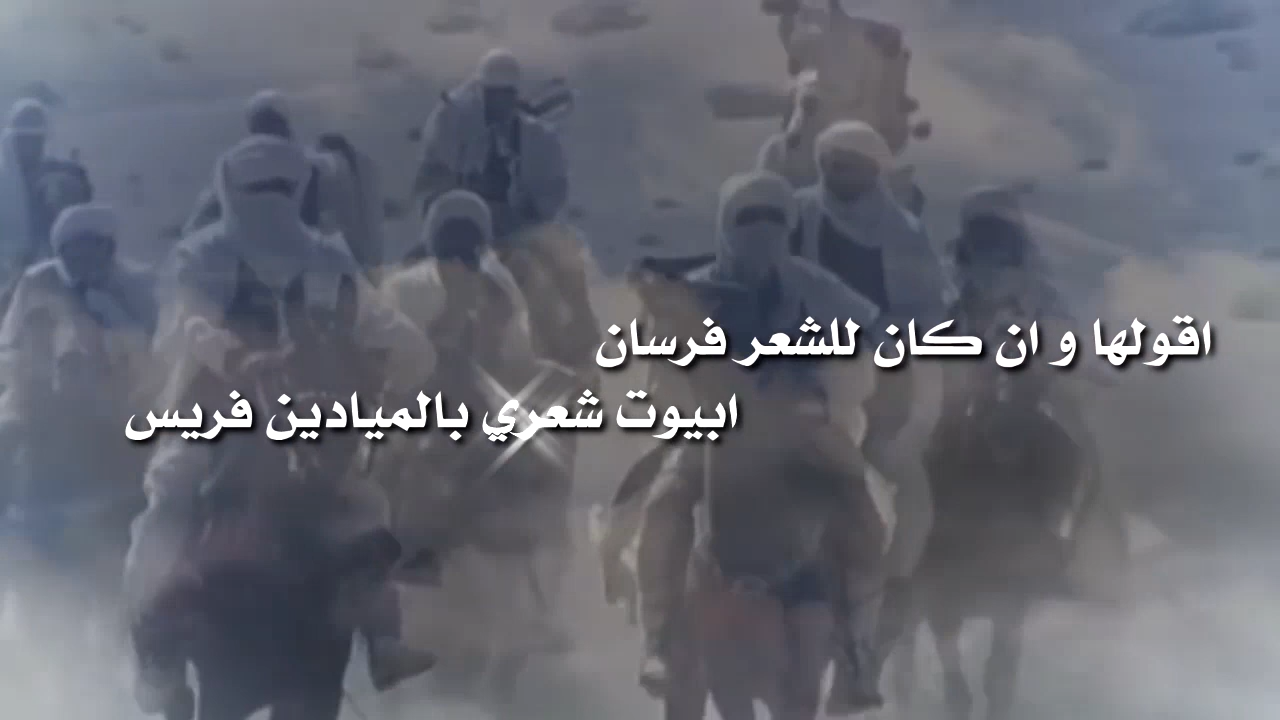 اقولها و ان كان للشعر فرسان
ابيوت شعري بالميادين فريس